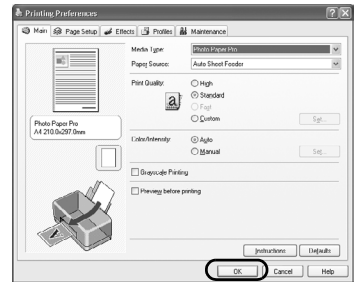 Printing Preferences
Main Page Setup Effects Profiles Maintenance
Media Type: Photo Paper Pro
Paper Source: Auto Sheet Feeder
Print Quality: High
Standard
Fast
Custom Set...
Photo Paper Pro
A4 210.0x297.0mm
Color/Intensity: Auto
Manual Set...
Grayscale Printing
Preview before printing
Instructions Defaults
OK Cancel Help